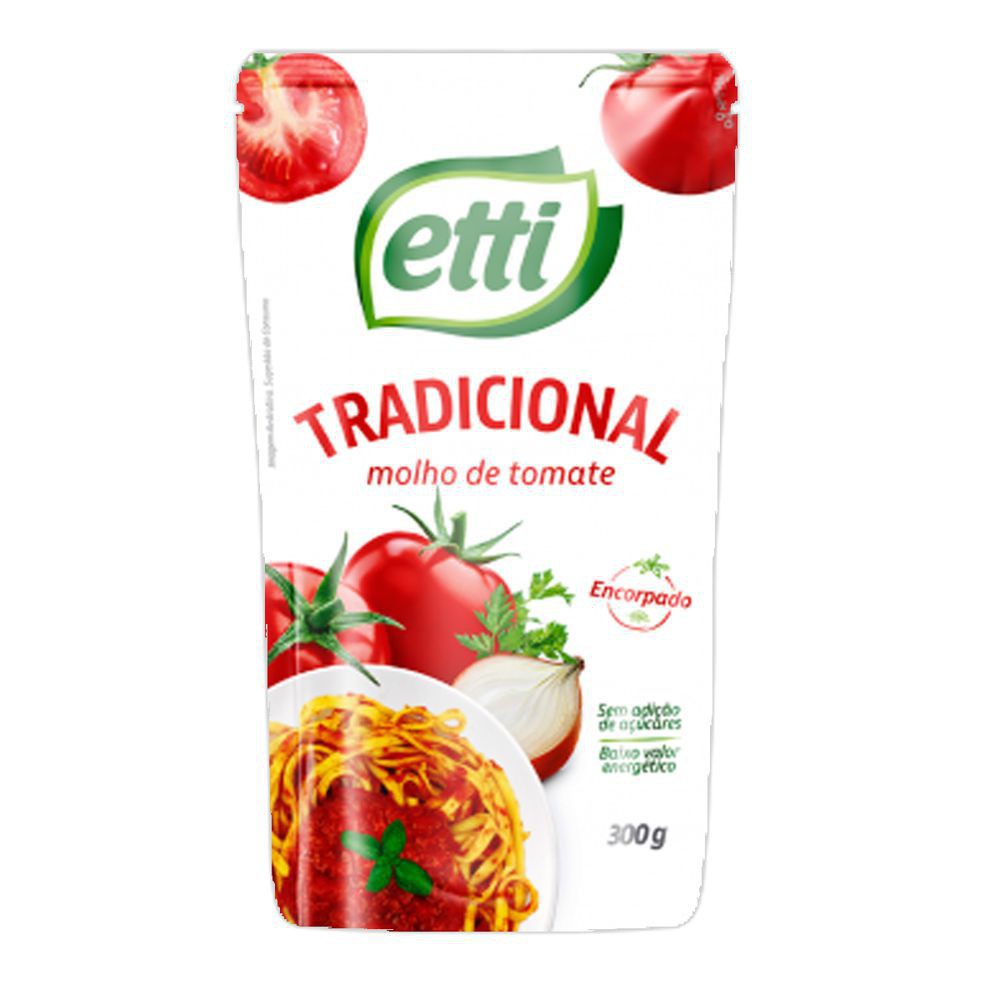 etti
TRADICIONAL
molho de tomate
Encorpado
Sem adição
de açúcares
Baixo valor
energético
300g